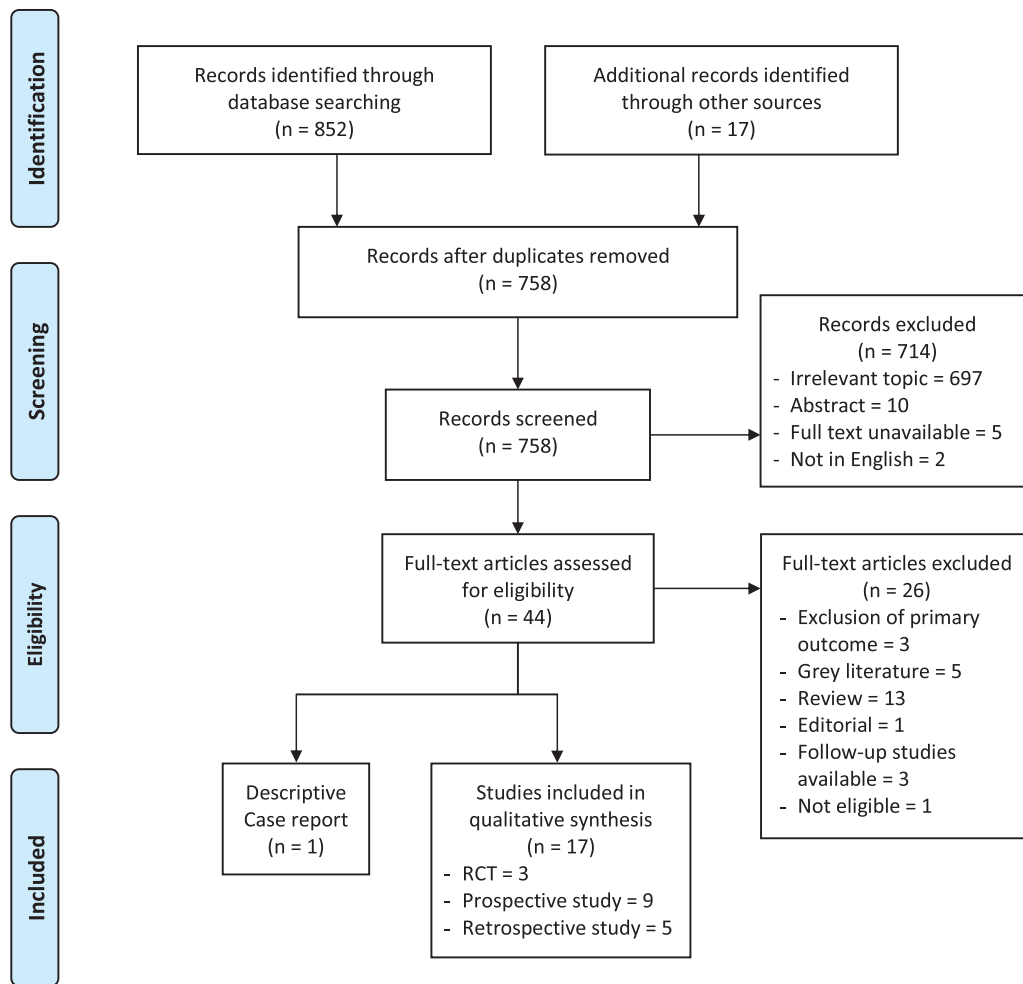 Identification
Records identified through
database searching
(n = 852)
Additional records identified
through other sources
(n = 17)
Records after duplicates removed
(n = 758)
Screening
Records screened
(n = 758)
Records excluded
(n = 714)
- Irrelevant topic = 697
- Abstract = 10
- Full text unavailable = 5
- Not in English = 2
Eligibility
Full-text articles assessed
for eligibility
(n = 44)
Full-text articles excluded
(n = 26)
- Exclusion of primary
outcome = 3
- Grey literature = 5
- Review = 13
- Editorial = 1
- Follow-up studies
available = 3
- Not eligible = 1
Included
Descriptive
Case report
(n = 1)
Studies included in
qualitative synthesis
(n = 17)
- RCT = 3
- Prospective study = 9
- Retrospective study = 5